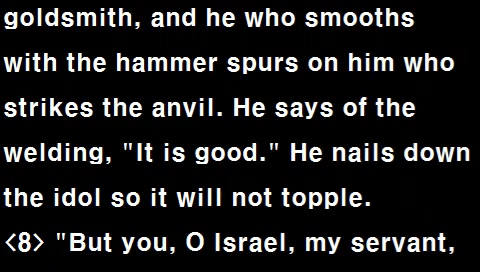 goldsmith, and he who smooths
with the hammer spurs on him who
strikes the anvil. He says of the
welding, "It is good." He nails down
the idol so it will not topple.
<8> "But you, O Israel, my servant,